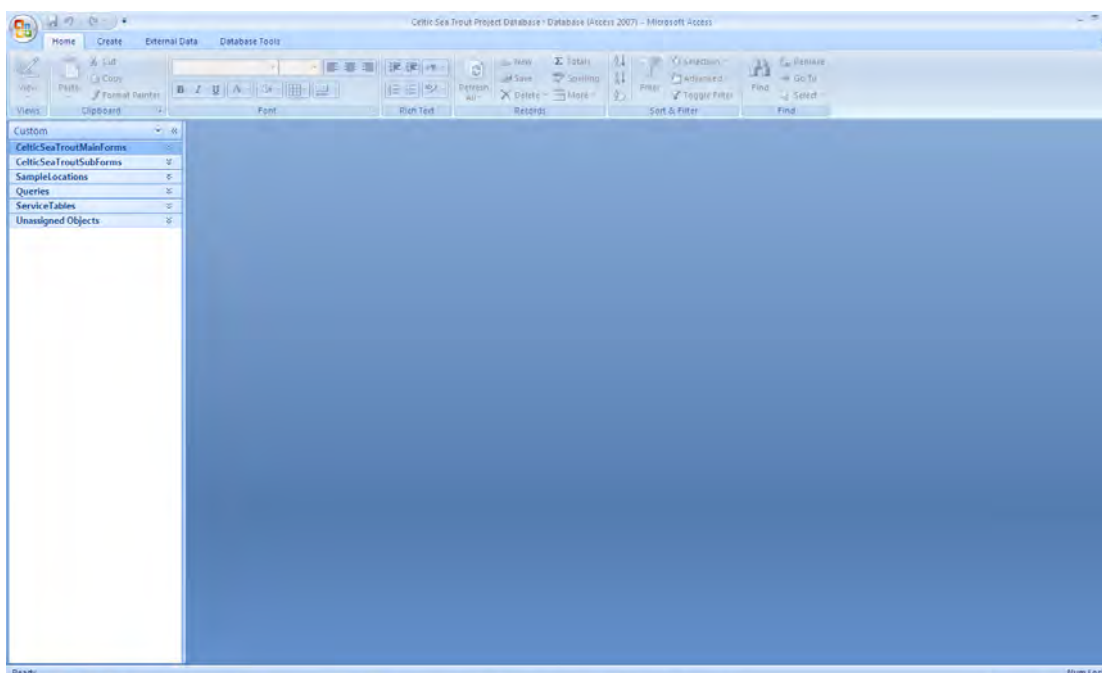 Celtic Sea Trout Project Database : Database (Access 2007) - Microsoft Access
Home Create External Data Database Tools
Cut
Copy
Format Painter
View Paste
B I U
New Save Delete
Totals Spelling More
Refresh All
Filter
Selection
Advanced
Toggle Filter
Find
Replace
Go To
Select
Views Clipboard Font Rich Text Records Sort & Filter Find
Custom
CelticSeaTroutMainForms
CelticSeaTroutSubForms
SampleLocations
Queries
ServiceTables
Unassigned Objects
Ready